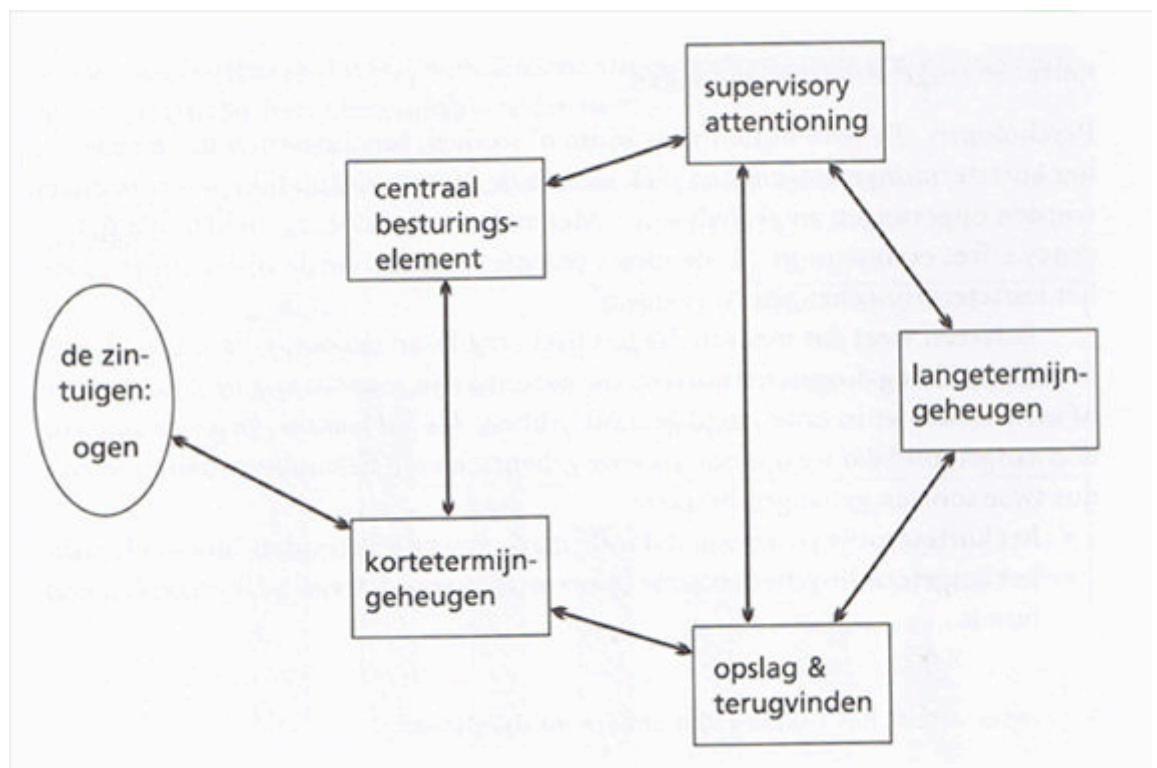 supervisory
attentioning
centraal
besturings-
element
de zin-
tuigen:
ogen
langetermijn-
geheugen
kortetermijn-
geheugen
opslag &
terugvinden